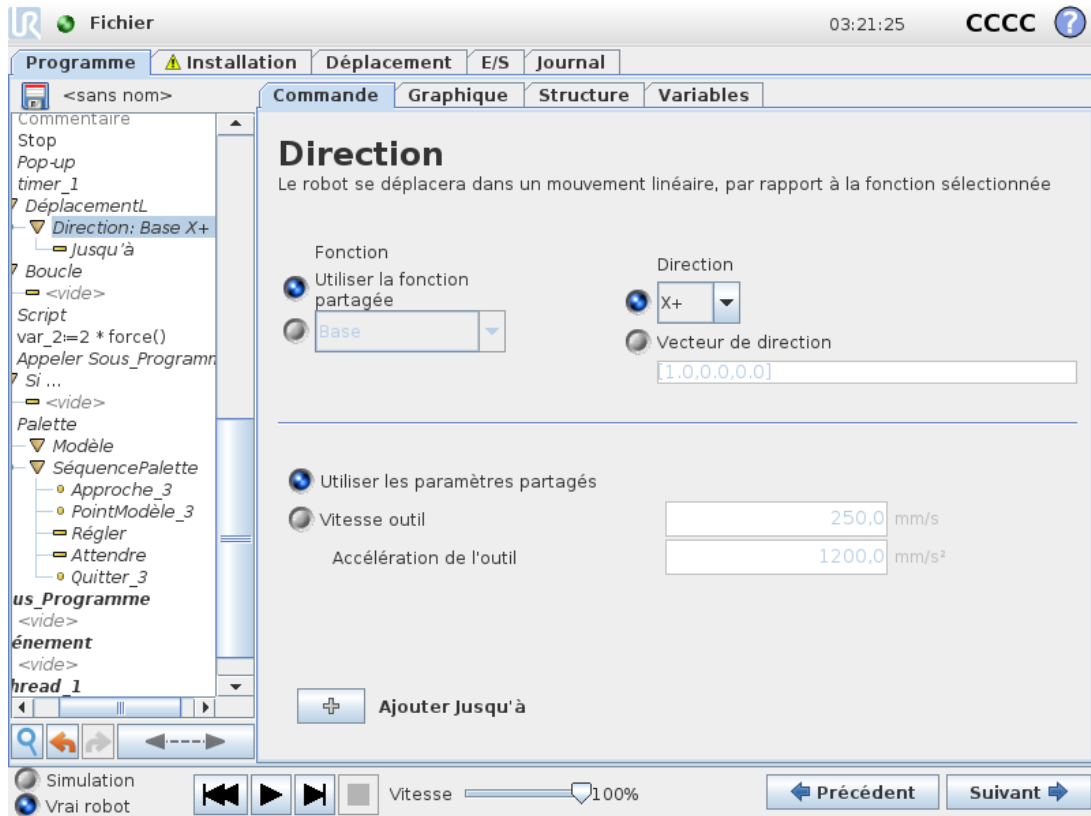 Fichier
03:21:25
CCCC
?
Programme
Installation
Déplacement
E/S
Journal
<sans nom>
Commande
Graphique
Structure
Variables
Commentaire
Stop
Pop-up
timer_1
DéplacementL
Direction: Base X+
Jusqu'à
Boucle
<vide>
Script
var_2:=2 * force()
Appeler Sous_Programm
Si ...
<vide>
Palette
Modèle
SéquencePalette
Approche_3
PointModèle_3
Régler
Attendre
Quitter_3
us_Programme
<vide>
énement
<vide>
hread_1
Direction
Le robot se déplacera dans un mouvement linéaire, par rapport à la fonction sélectionnée
Fonction
Utiliser la fonction
partagée
Base
Direction
X+
Vecteur de direction
[1.0,0.0,0.0]
Utiliser les paramètres partagés
Vitesse outil
250,0 mm/s
Accélération de l'outil
1200,0 mm/s²
Ajouter Jusqu'à
Simulation
Vrai robot
Vitesse
100%
Précédent
Suivant